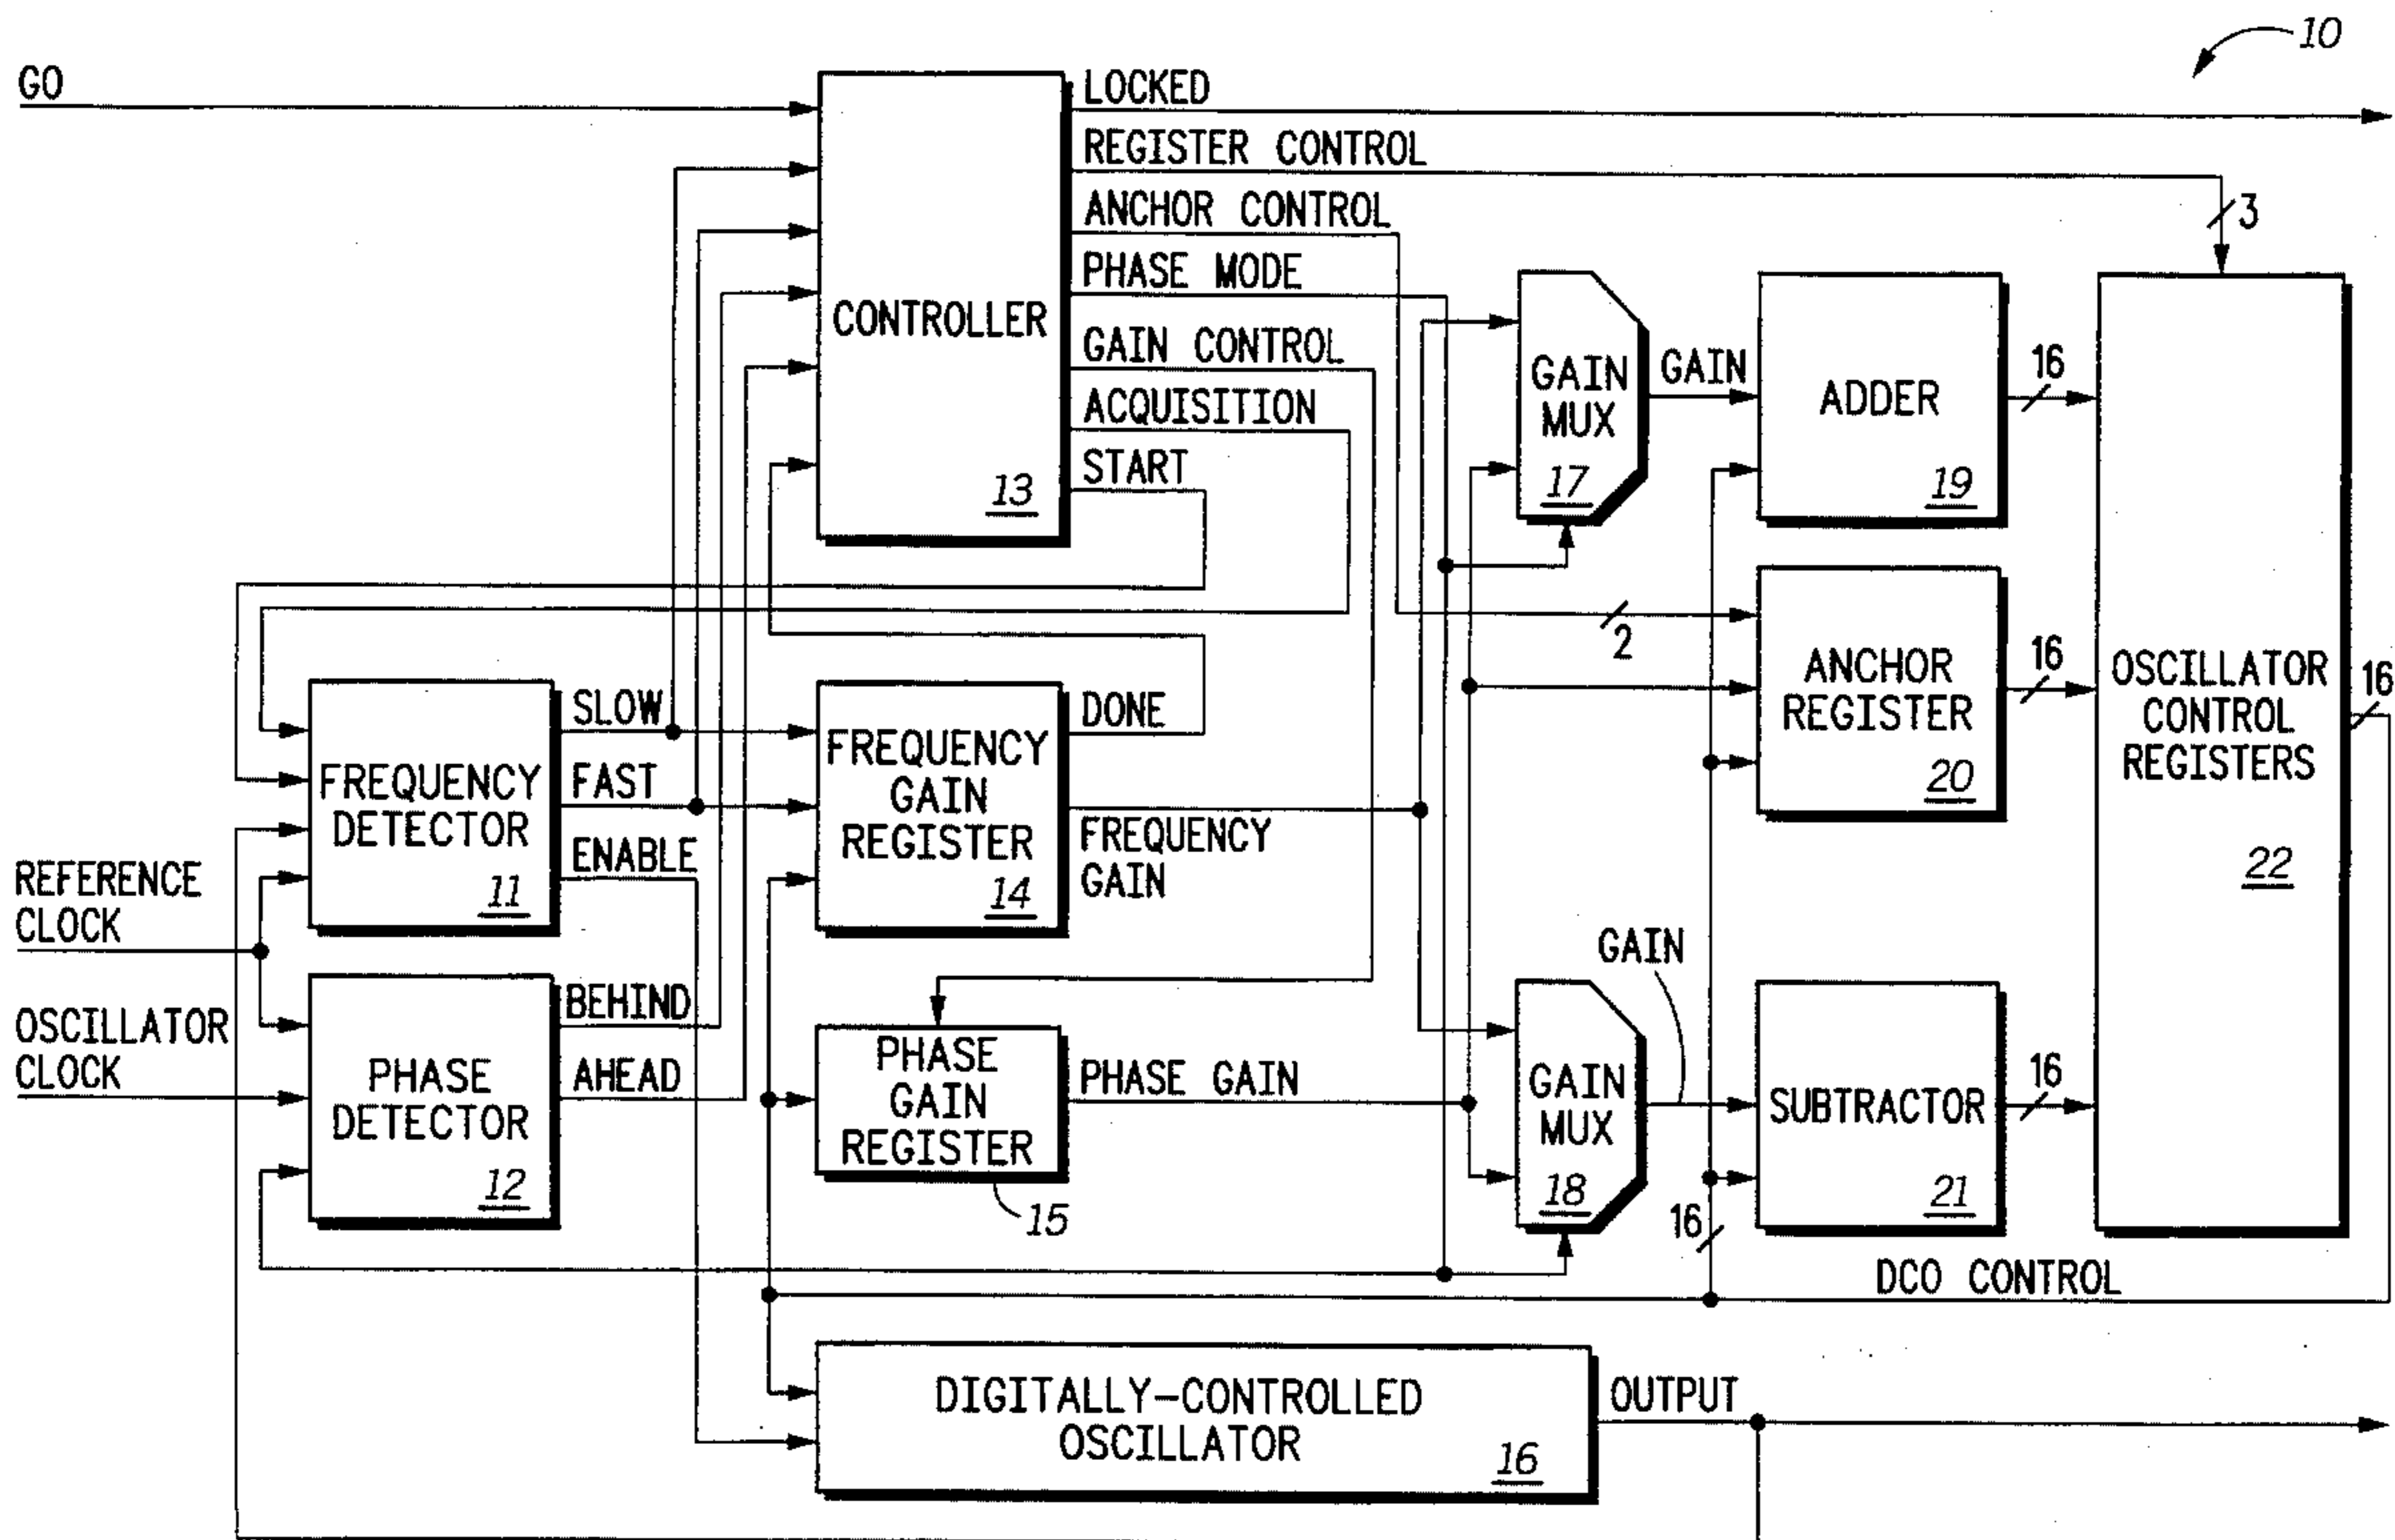 10
GO
LOCKED
REGISTER CONTROL
ANCHOR CONTROL
PHASE MODE
GAIN CONTROL
ACQUISITION
START
CONTROLLER
13
3
GAIN
MUX
17
GAIN
ADDER
19
16
2
ANCHOR
REGISTER
20
16
OSCILLATOR
CONTROL
REGISTERS
22
16
FREQUENCY
DETECTOR
11
SLOW
FAST
ENABLE
FREQUENCY
GAIN
REGISTER
14
DONE
FREQUENCY
GAIN
REFERENCE
CLOCK
OSCILLATOR
CLOCK
PHASE
DETECTOR
12
BEHIND
AHEAD
PHASE
GAIN
REGISTER
15
PHASE GAIN
GAIN
MUX
18
GAIN
SUBTRACTOR
21
16
16
DCO CONTROL
DIGITALLY-CONTROLLED
OSCILLATOR
16
OUTPUT